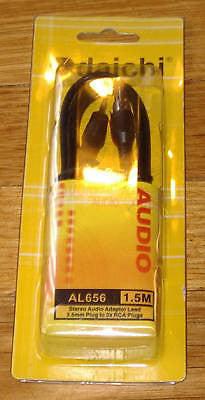 daichi
AUDIO
AL656 1.5M
Stereo Audio Adaptor Lead
3.5mm Plug to 2x RCA Plugs